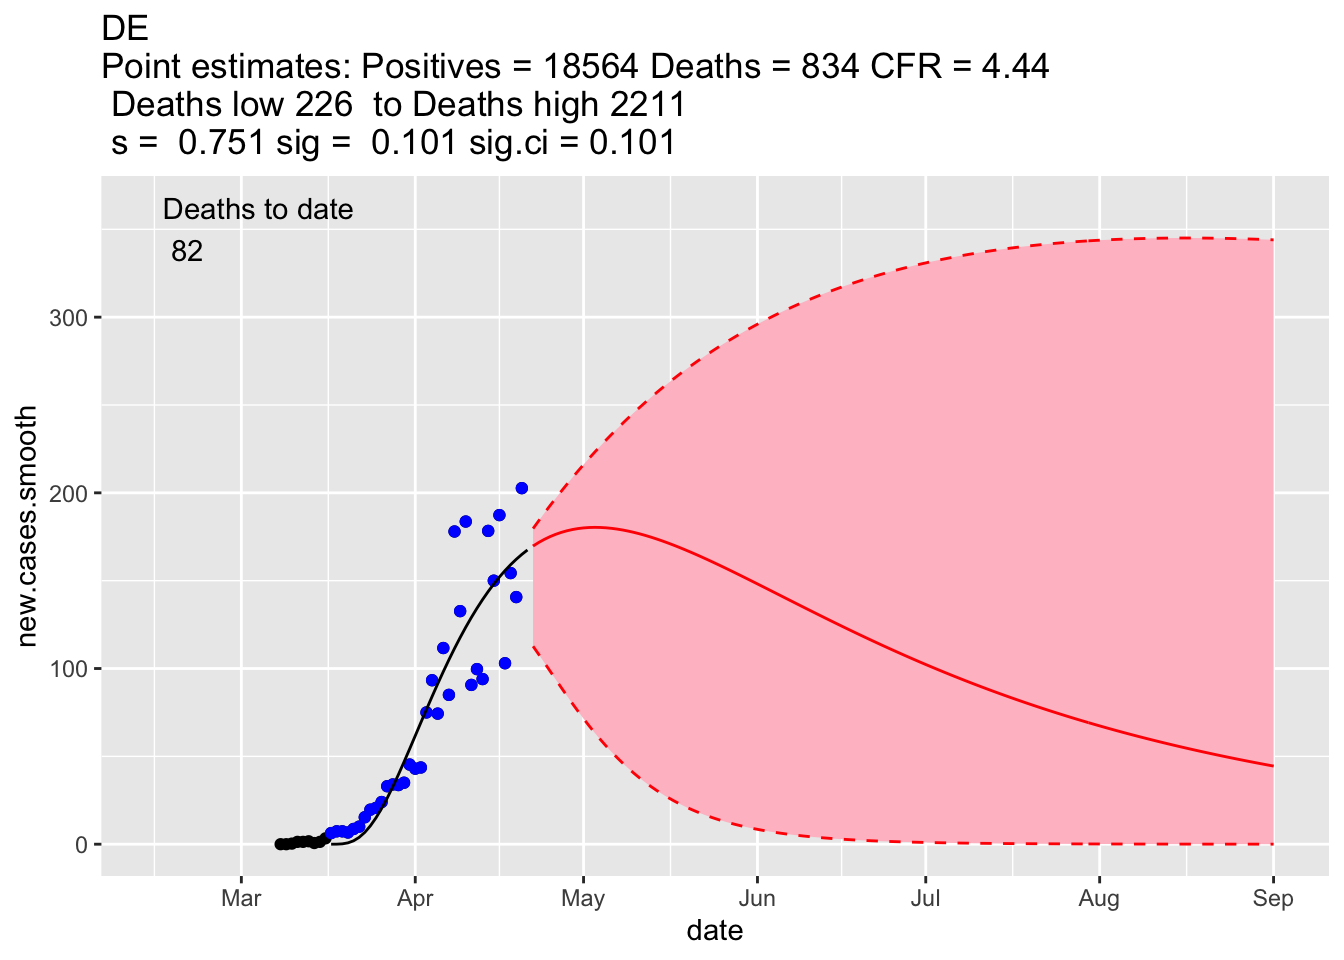 DE
Point estimates: Positives = 18564 Deaths = 834 CFR = 4.44
Deaths low 226  to Deaths high 2211
s =  0.751 sig =  0.101 sig.ci = 0.101
Deaths to date
82
new.cases.smooth
300
200
100
0
Mar Apr May Jun Jul Aug Sep
date